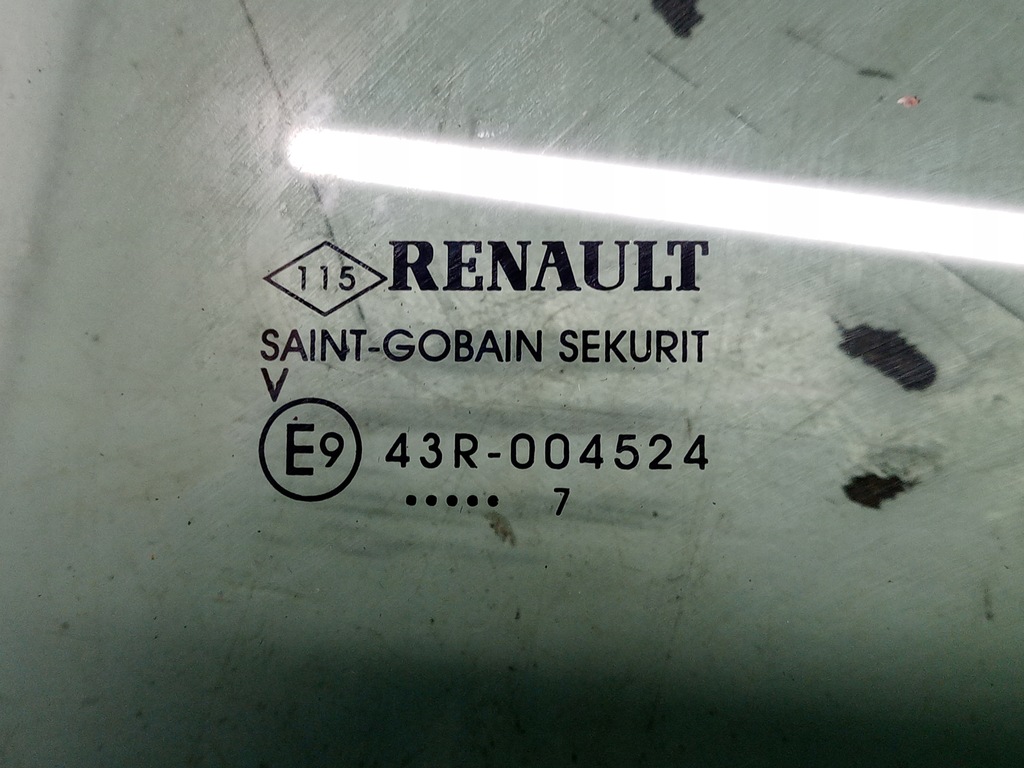 115 RENAULT
SAINT-GOBAIN SEKURIT
V
E9 43R-004524
••••• 7